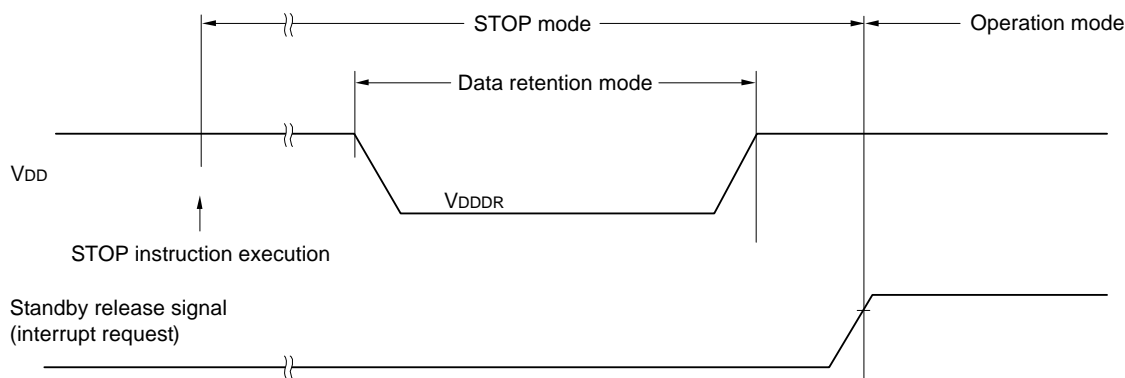 STOP mode
Operation mode
Data retention mode
VDD
VDDDR
STOP instruction execution
Standby release signal
(interrupt request)